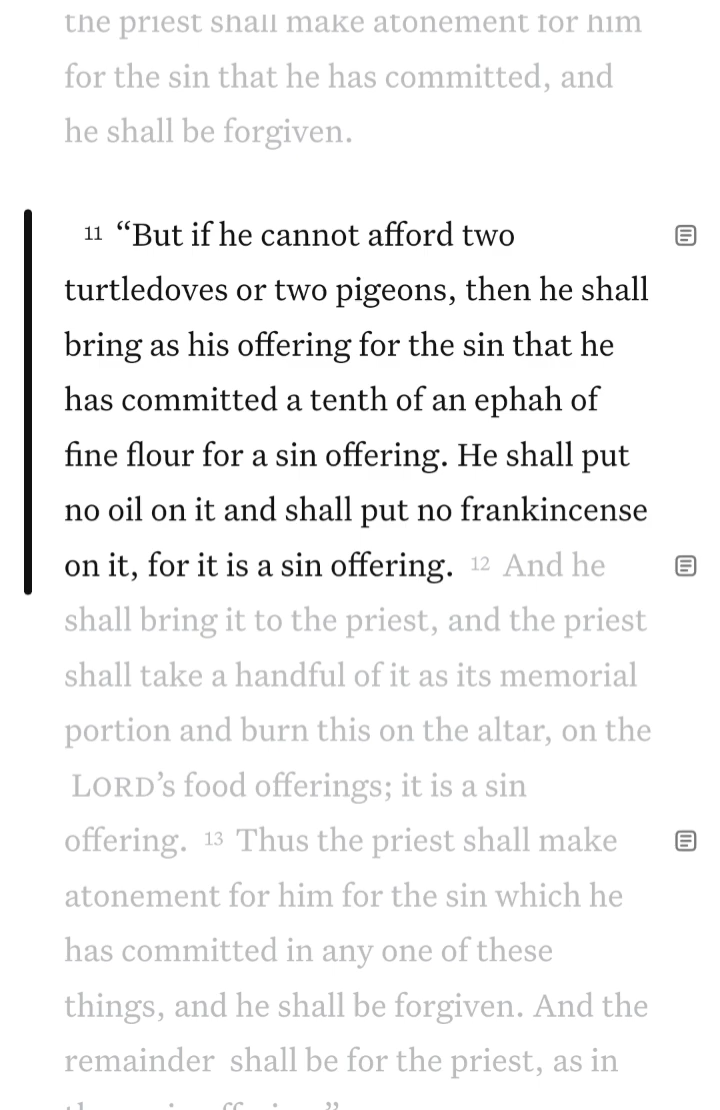 the priest shall make atonement for him
for the sin that he has committed, and
he shall be forgiven.
11 “But if he cannot afford two
turtledoves or two pigeons, then he shall
bring as his offering for the sin that he
has committed a tenth of an ephah of
fine flour for a sin offering. He shall put
no oil on it and shall put no frankincense
on it, for it is a sin offering. 12 And he
shall bring it to the priest, and the priest
shall take a handful of it as its memorial
portion and burn this on the altar, on the
LORD’s food offerings; it is a sin
offering. 13 Thus the priest shall make
atonement for him for the sin which he
has committed in any one of these
things, and he shall be forgiven. And the
remainder shall be for the priest, as in